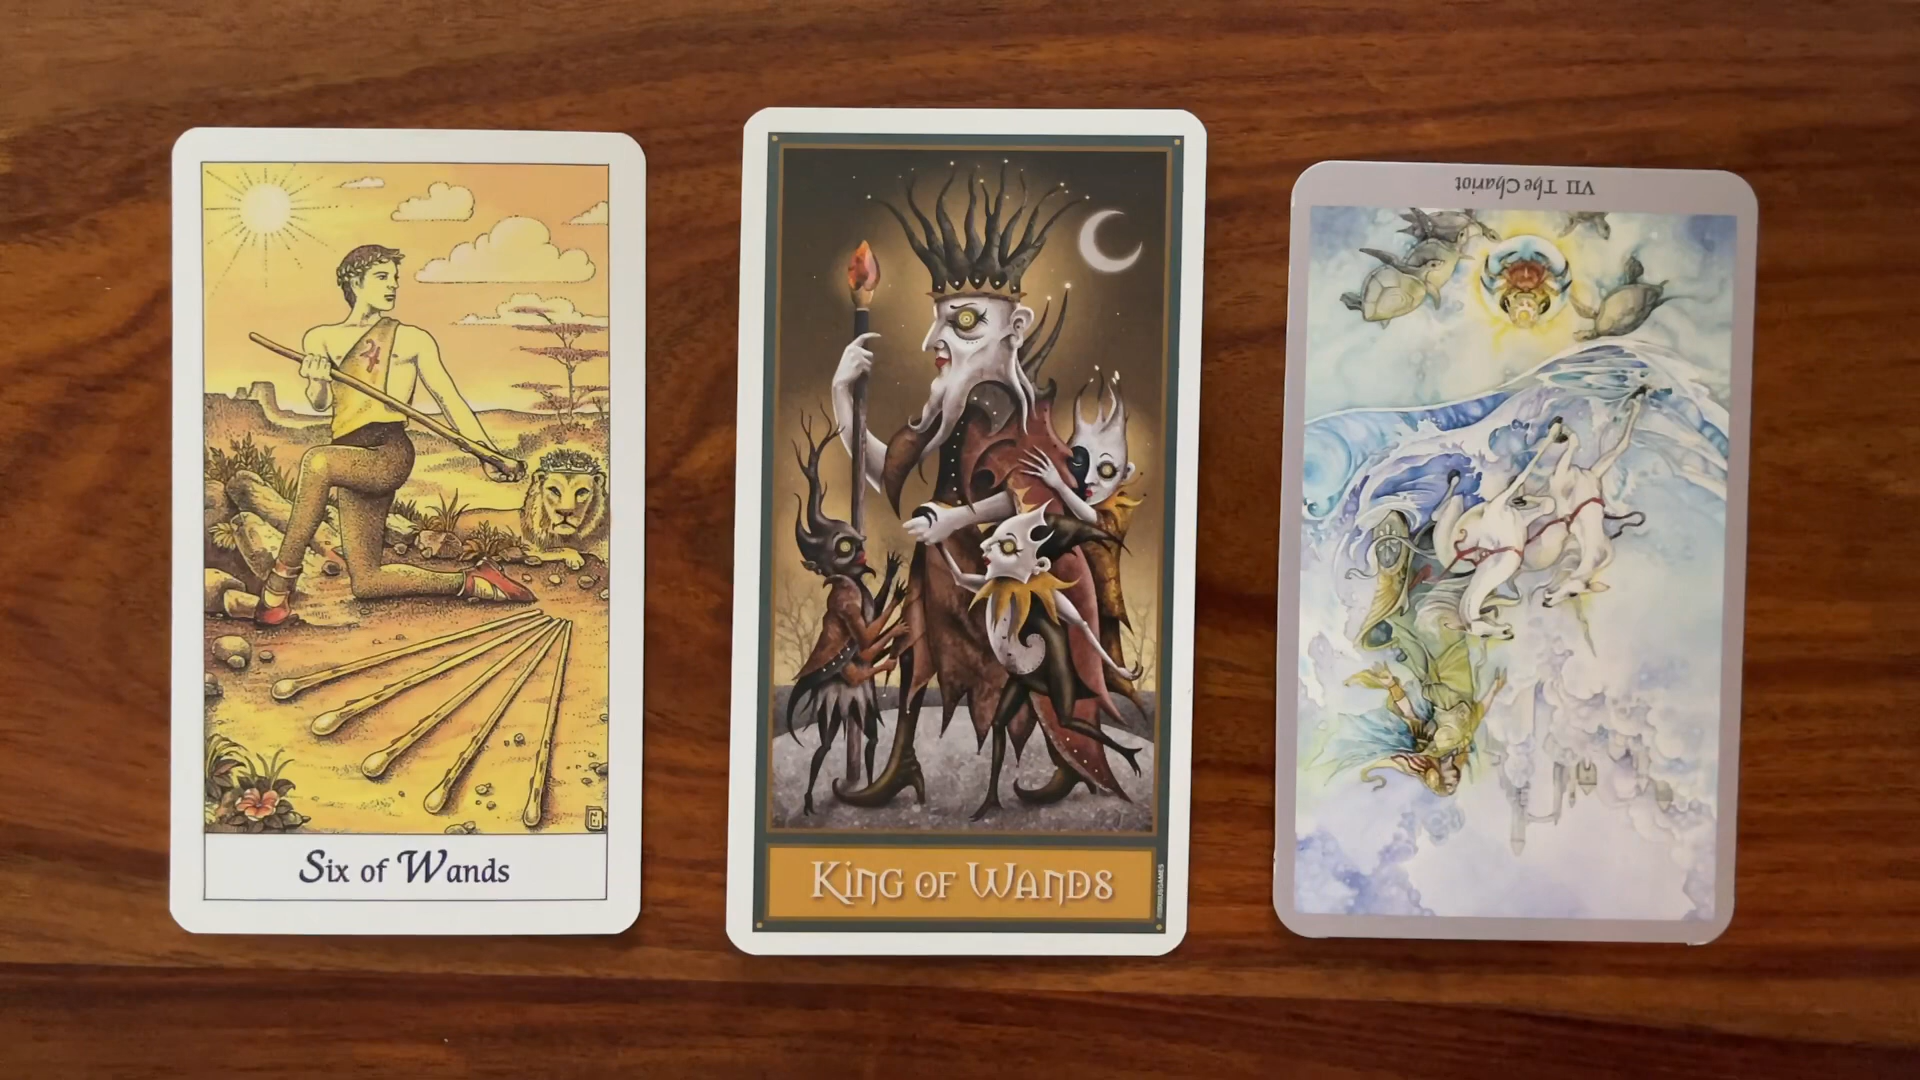 Six of Wands
King of Wands
VII The Chariot